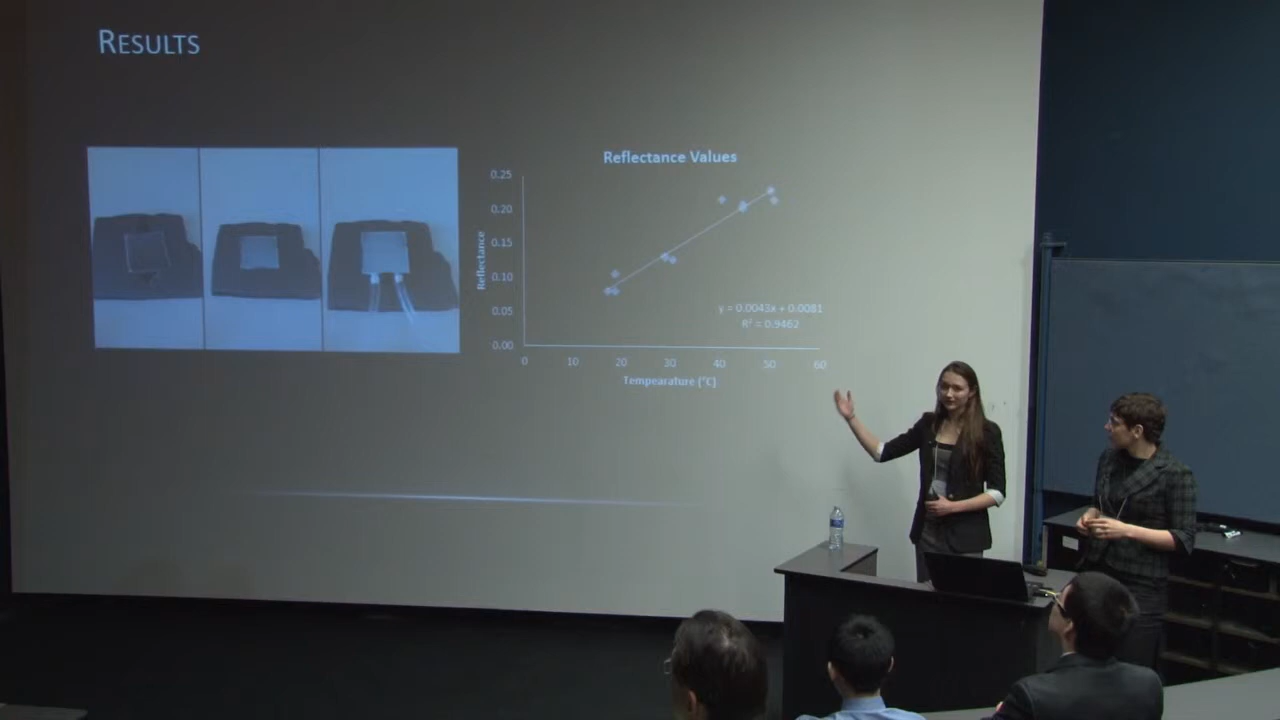 RESULTS
Reflectance Values
Reflectance
0.25
0.20
0.15
0.10
0.05
0.00
0 10 20 30 40 50 60
y = 0.0043x + 0.0081
R² = 0.9462
Tempearature (°C)